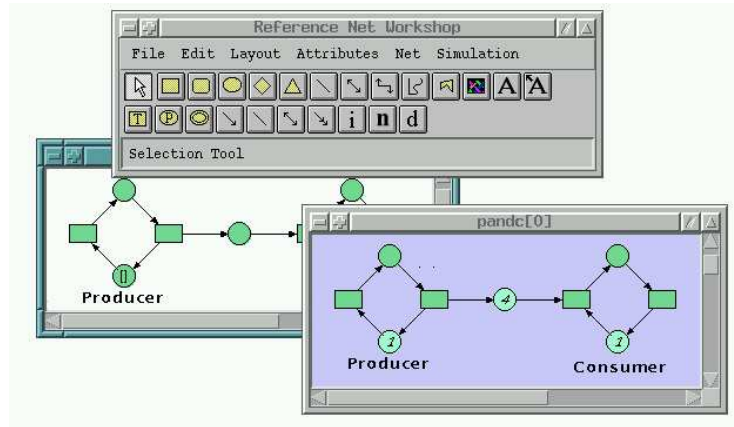 Reference Net Workshop
File Edit Layout Attributes Net Simulation
A A
T P i n d
Selection Tool
[]
Producer
pandc[0]
4
1 1
Producer Consumer